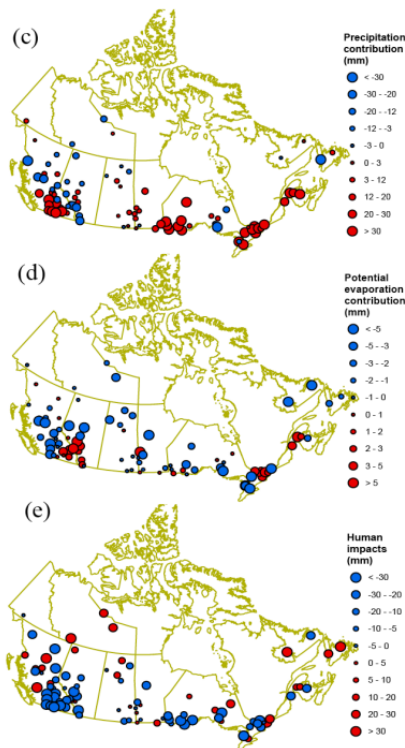 (c)
Precipitation
contribution
(mm)
< -30
-30 - -20
-20 - -12
-12 - -3
-3 - 0
0 - 3
3 - 12
12 - 20
20 - 30
> 30
(d)
Potential
evaporation
contribution
(mm)
< -5
-5 - -3
-3 - -2
-2 - -1
-1 - 0
0 - 1
1 - 2
2 - 3
3 - 5
> 5
(e)
Human
impacts
(mm)
< -30
-30 - -20
-20 - -10
-10 - -5
-5 - 0
0 - 5
5 - 10
10 - 20
20 - 30
> 30